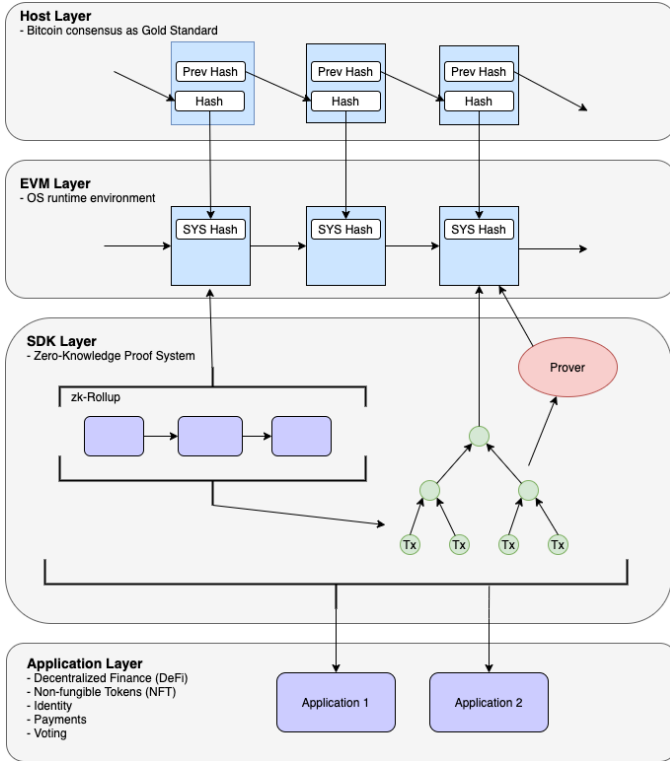 Host Layer
- Bitcoin consensus as Gold Standard
Prev Hash
Prev Hash
Prev Hash
Hash
Hash
Hash
EVM Layer
- OS runtime environment
SYS Hash
SYS Hash
SYS Hash
SDK Layer
- Zero-Knowledge Proof System
Prover
zk-Rollup
Tx
Tx
Tx
Tx
Application Layer
- Decentralized Finance (DeFi)
- Non-fungible Tokens (NFT)
- Identity
- Payments
- Voting
Application 1
Application 2